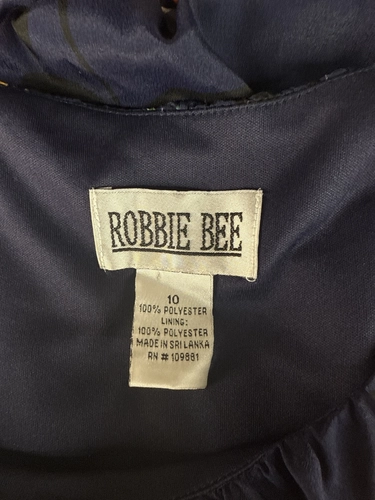 ROBBIE BEE
10
100% POLYESTER
LINING:
100% POLYESTER
MADE IN SRI LANKA
RN # 109881